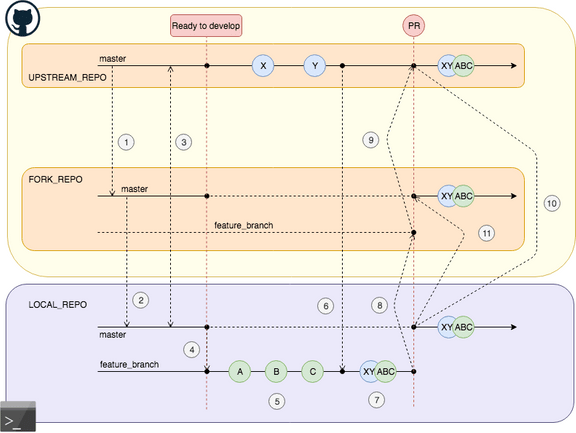 Ready to develop
PR
master
X
Y
XY
ABC
UPSTREAM_REPO
1
3
9
FORK_REPO
master
XY
ABC
10
feature_branch
11
2
6
8
LOCAL_REPO
XY
ABC
master
4
feature_branch
A
B
C
XY
ABC
5
7
>_